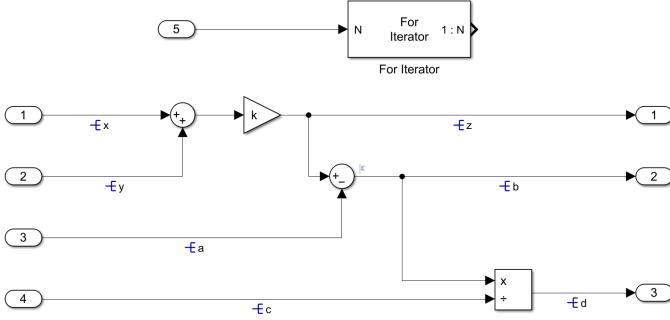 5
N For Iterator 1 : N
For Iterator
1
x
+
+
k
z
1
2
y
+
−
b
2
3
a
4
c
x
÷
d
3